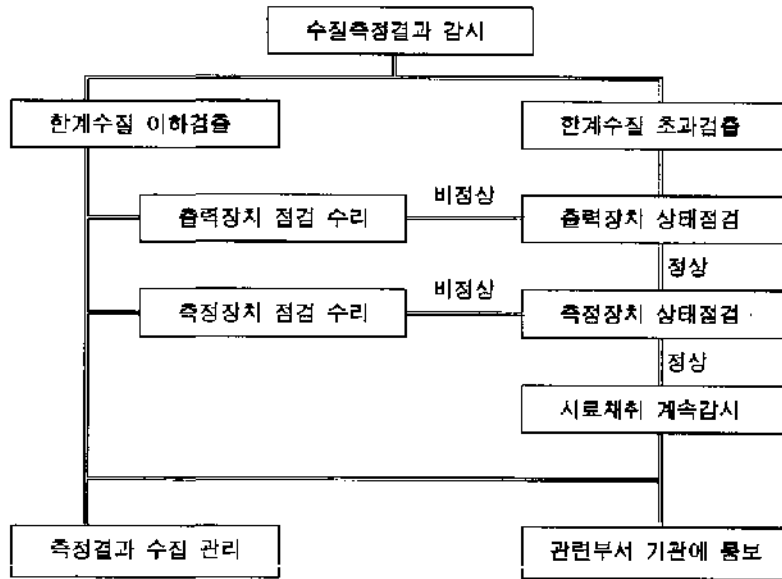 수질측정결과 감시
한계수질 이하검출
한계수질 초과검출
출력장치 점검 수리
비정상
출력장치 상태점검
정상
측정장치 점검 수리
비정상
측정장치 상태점검
정상
시료채취 계속감시
측정결과 수집 관리
관련부서 기관에 통보